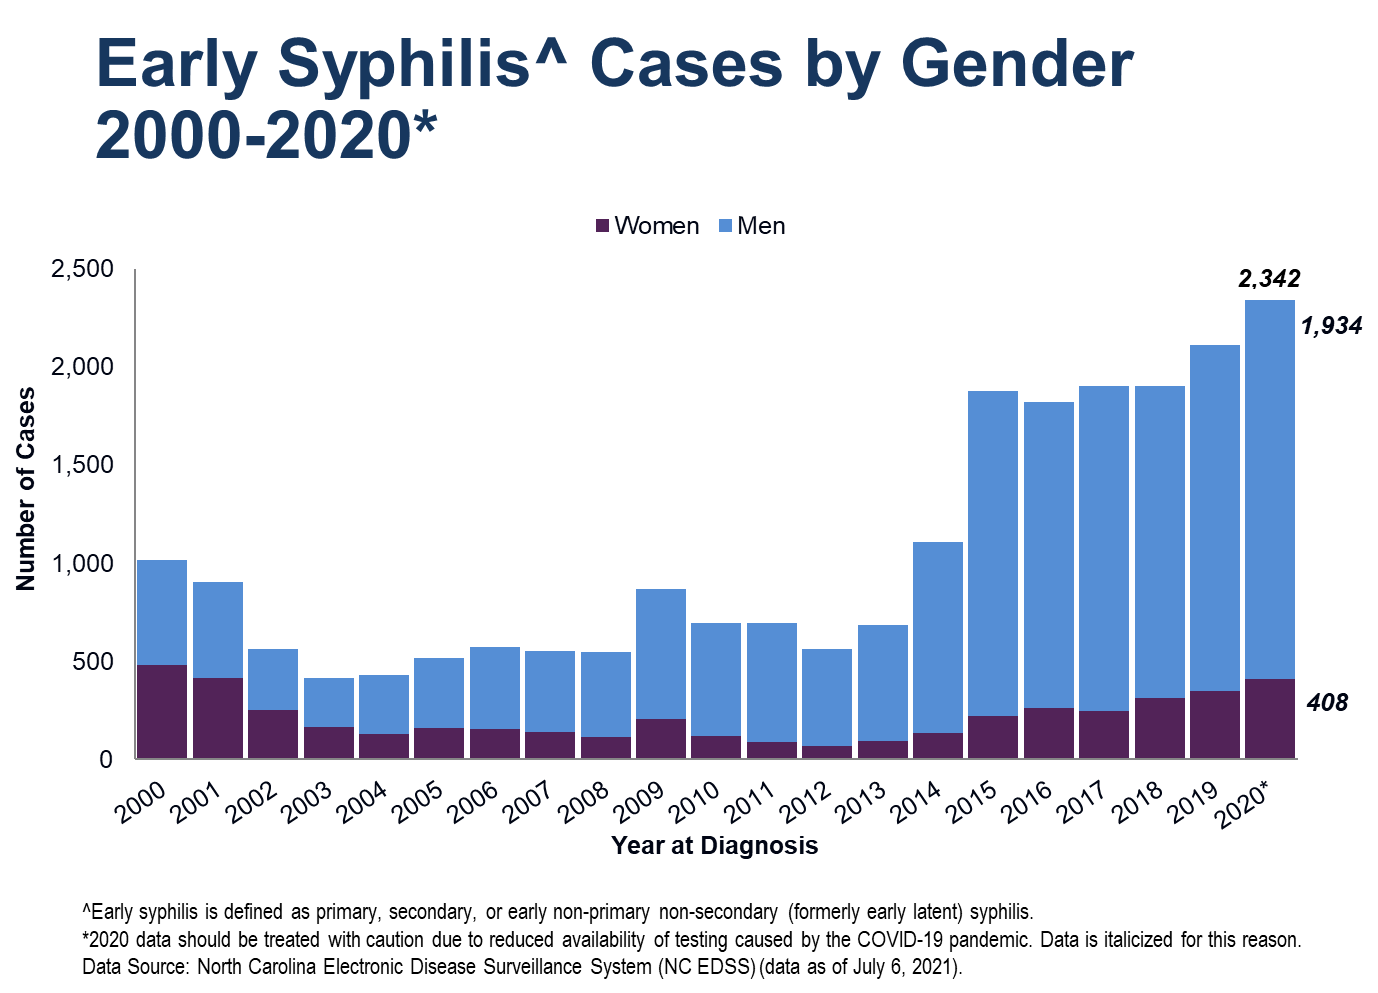 Early Syphilis^ Cases by Gender
2000-2020*
Women Men
2,500
2,000
1,500
1,000
500
0
Number of Cases
2,342
1,934
408
2000 2001 2002 2003 2004 2005 2006 2007 2008 2009 2010 2011 2012 2013 2014 2015 2016 2017 2018 2019 2020*
Year at Diagnosis
^Early syphilis is defined as primary, secondary, or early non-primary non-secondary (formerly early latent) syphilis.
*2020 data should be treated with caution due to reduced availability of testing caused by the COVID-19 pandemic. Data is italicized for this reason.
Data Source: North Carolina Electronic Disease Surveillance System (NC EDSS) (data as of July 6, 2021).